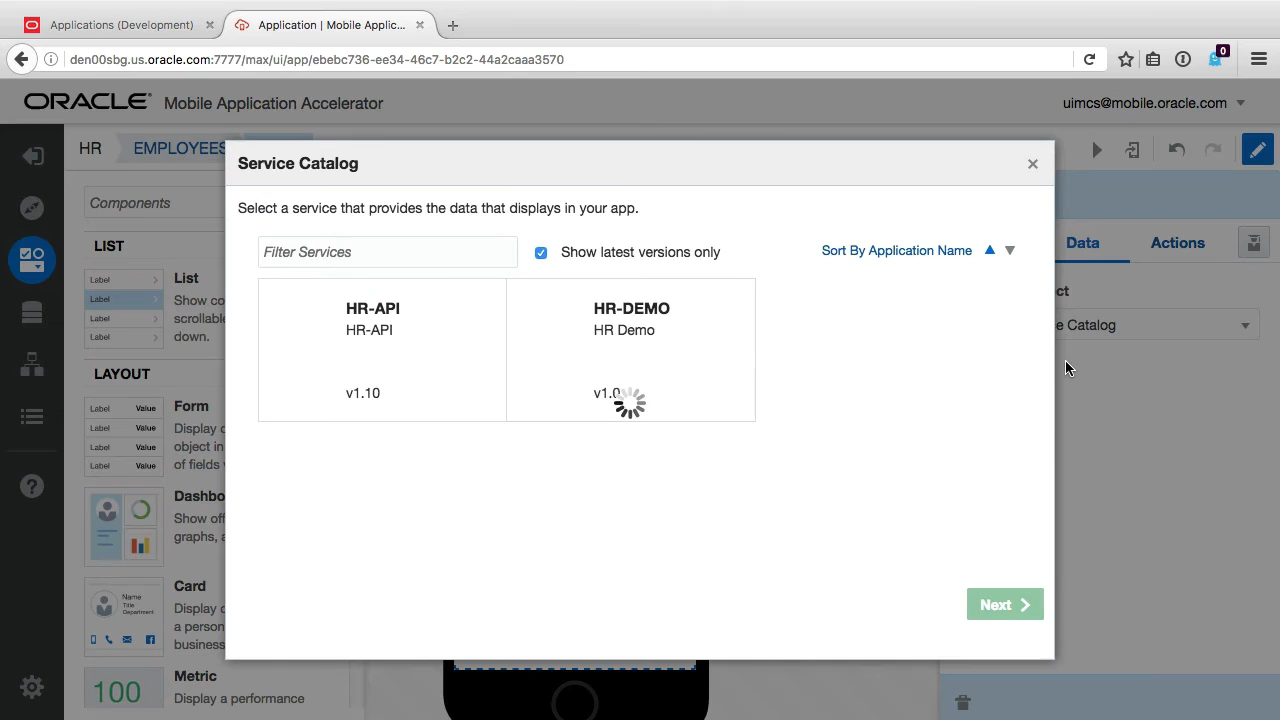 Applications (Development)
Application | Mobile Applic...
den00sbg.us.oracle.com:7777/max/ui/app/ebebc736-ee34-46c7-b2c2-44a2caaa3570
0
ORACLE® Mobile Application Accelerator
uimcs@mobile.oracle.com
HR
EMPLOYEES
Components
LIST
Label
Label
Label
Label
List
Show co
scrollable
down.
LAYOUT
Label Value
Label Value
Label Value
Label Value
Form
Display
object in
of fields
Dashbo
Show off
graphs, a
Name
Title
Department
Card
Display
a person
business
100
Metric
Display a performance
Service Catalog
Select a service that provides the data that displays in your app.
Filter Services
Show latest versions only
Sort By Application Name
HR-API
HR-API
v1.10
HR-DEMO
HR Demo
v1.0
Next
Data
Actions
ct
e Catalog